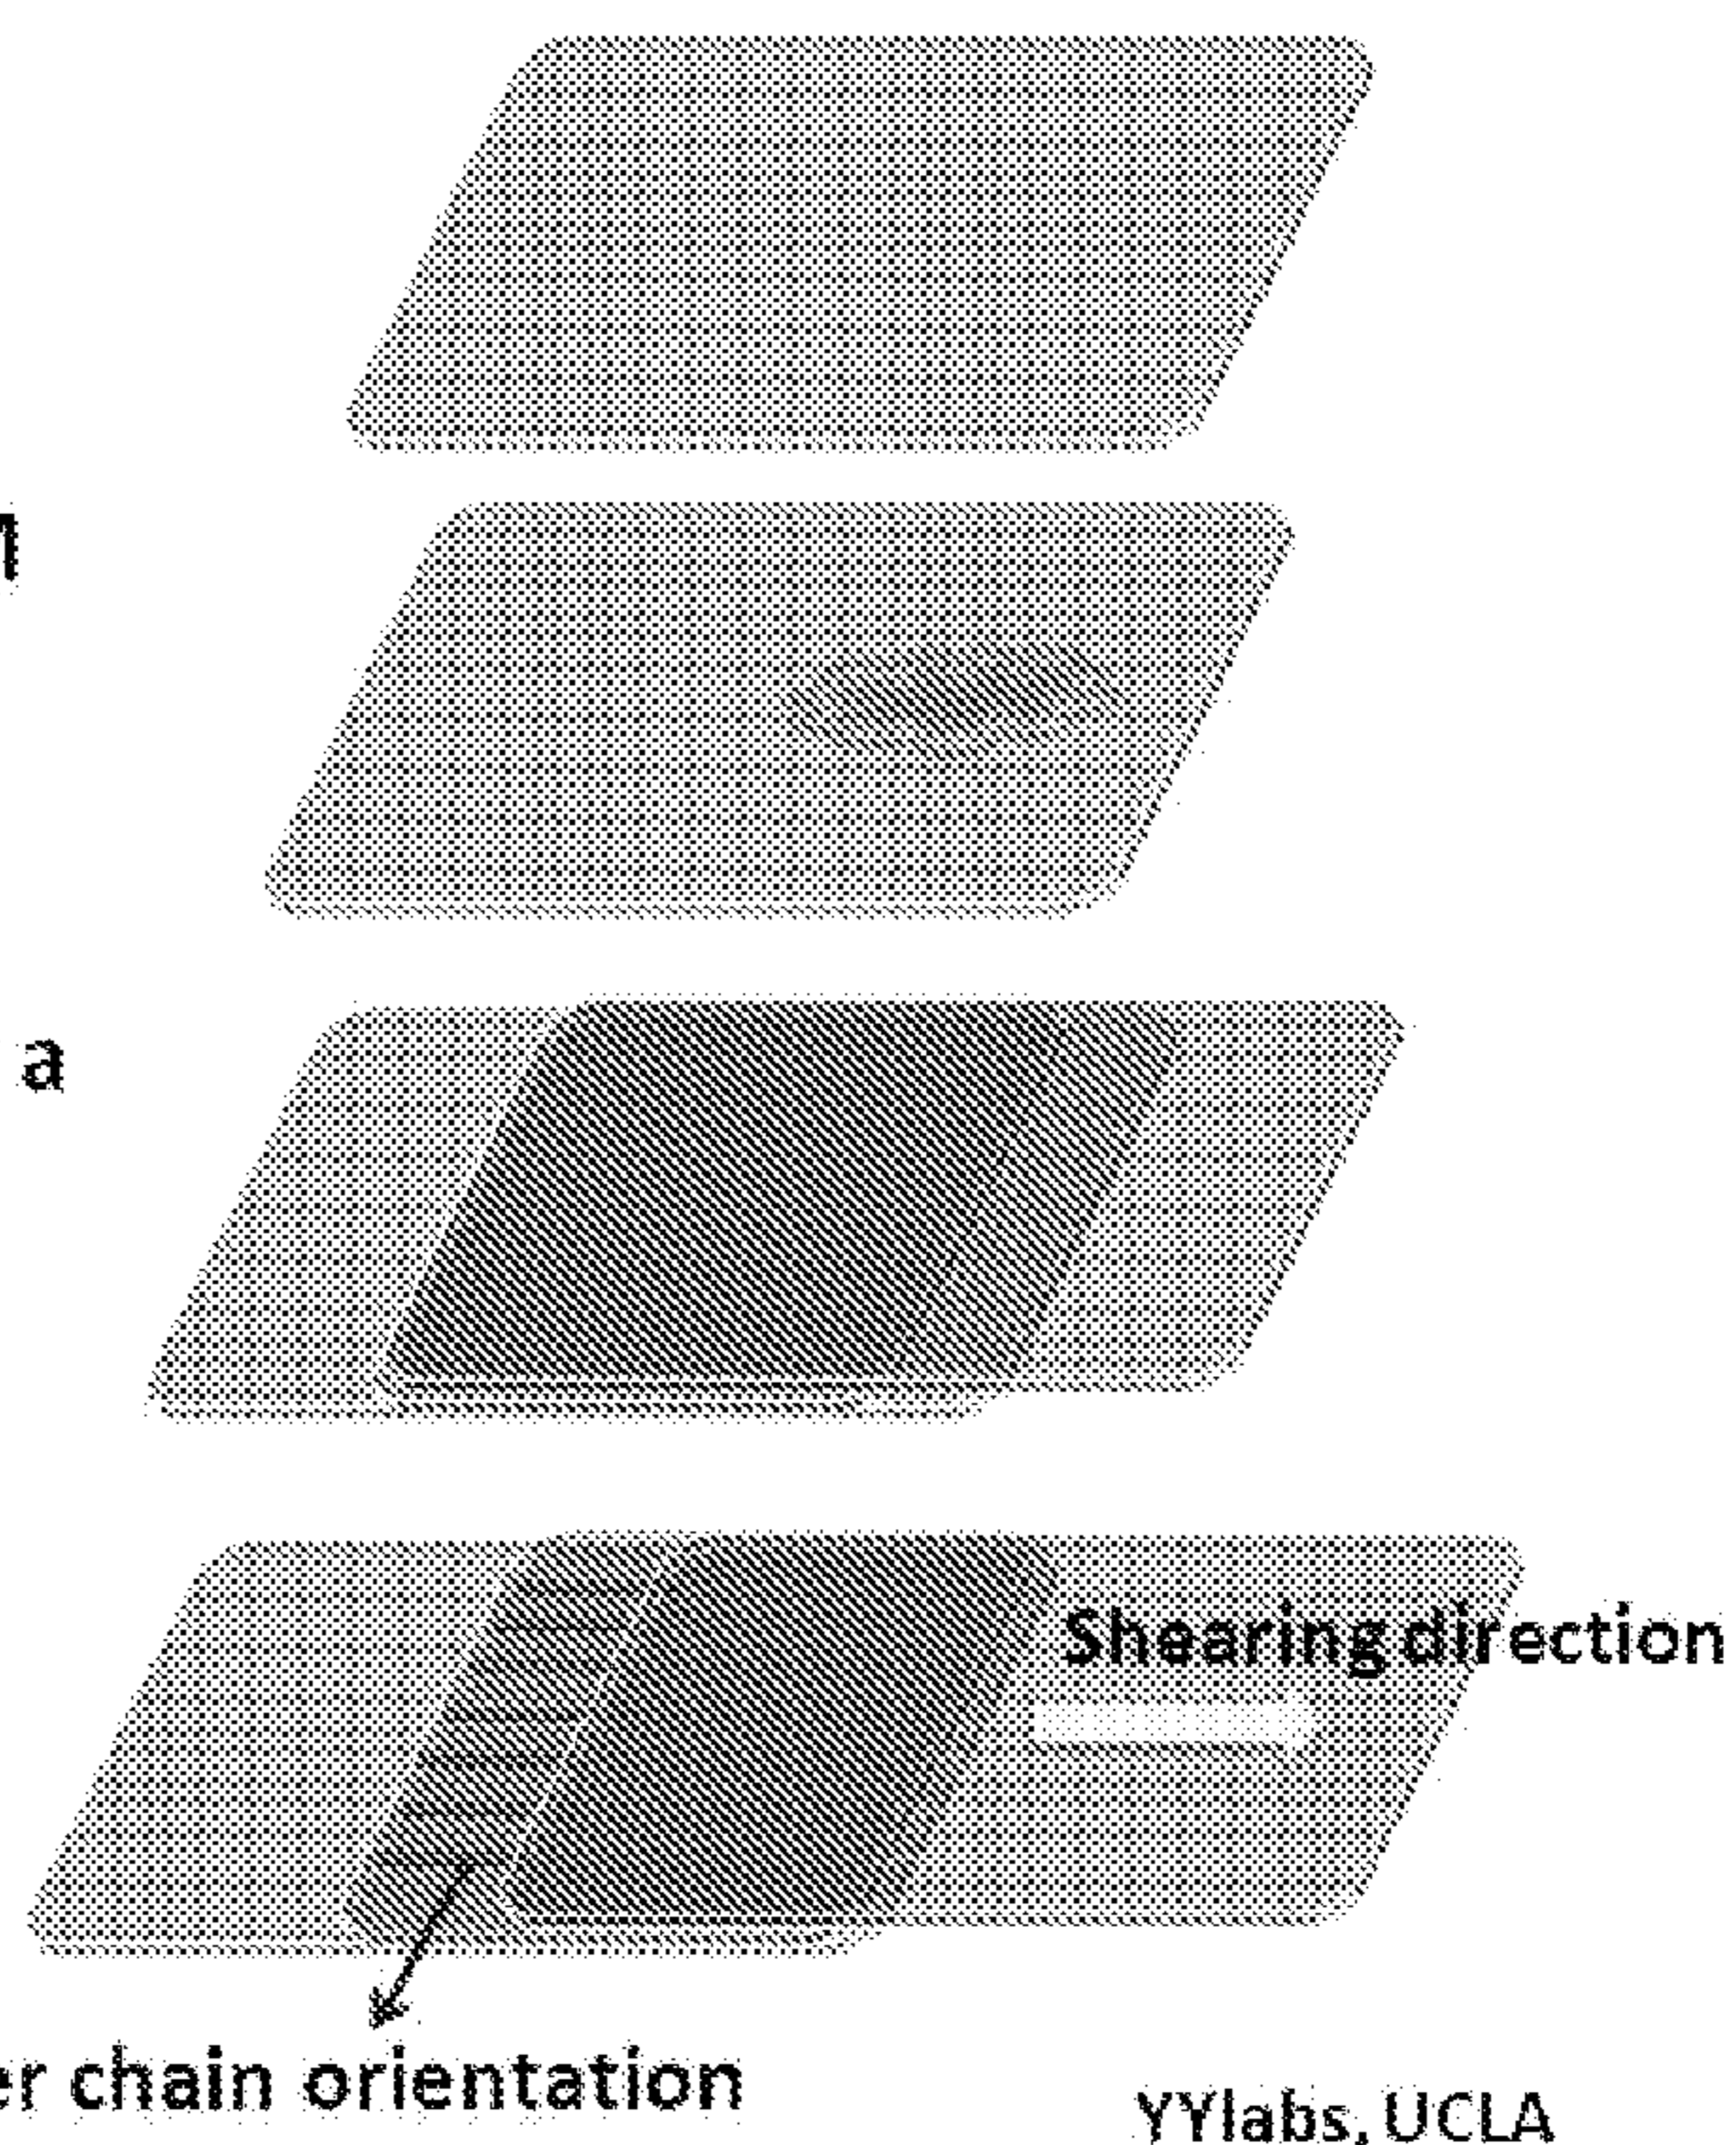 a
Shearing direction
er chain orientation
YYlabs, UCLA